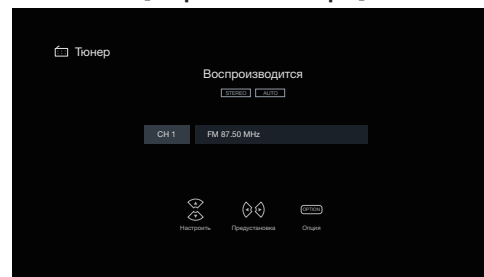 Тюнер
Воспроизводится
STEREO AUTO
CH 1 FM 87.50 MHz
OPTION
Настроить Предустановка Опция